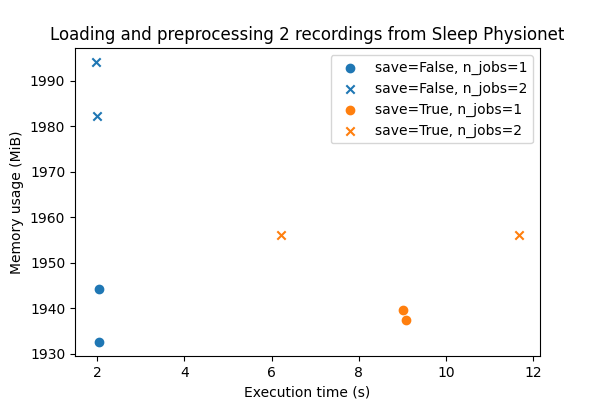 Loading and preprocessing 2 recordings from Sleep Physionet
save=False, n_jobs=1
save=False, n_jobs=2
save=True, n_jobs=1
save=True, n_jobs=2
Memory usage (MiB)
1990
1980
1970
1960
1950
1940
1930
2 4 6 8 10 12
Execution time (s)